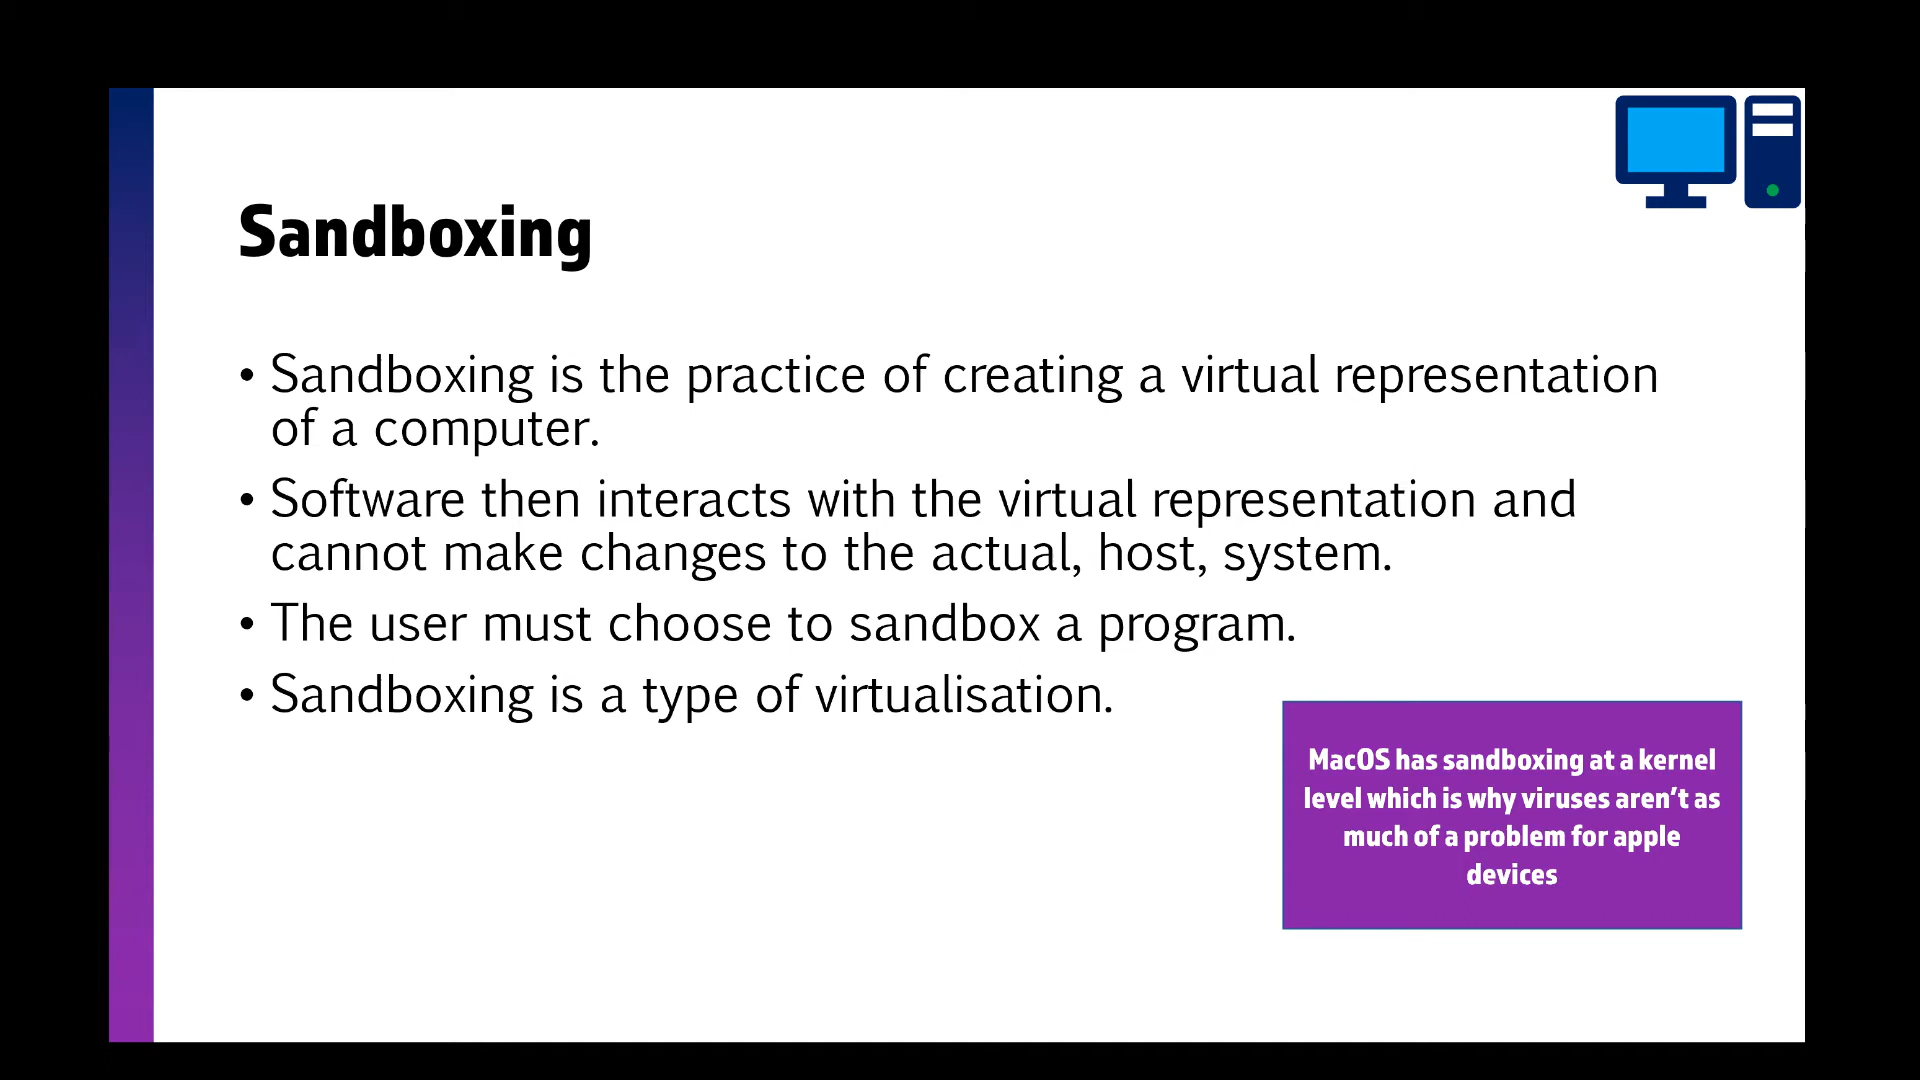 Sandboxing
• Sandboxing is the practice of creating a virtual representation
of a computer.
• Software then interacts with the virtual representation and
cannot make changes to the actual, host, system.
• The user must choose to sandbox a program.
• Sandboxing is a type of virtualisation.
MacOS has sandboxing at a kernel
level which is why viruses aren't as
much of a problem for apple
devices